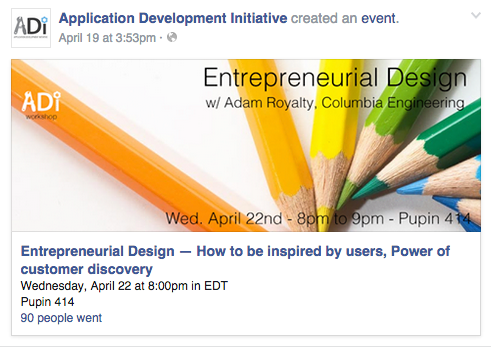 ADi
Application Development Initiative created an event.
April 19 at 3:53pm ·
Entrepreneurial Design
w/ Adam Royalty, Columbia Engineering
ADi
workshop
Wed. April 22nd - 8pm to 9pm - Pupin 414
Entrepreneurial Design — How to be inspired by users, Power of
customer discovery
Wednesday, April 22 at 8:00pm in EDT
Pupin 414
90 people went